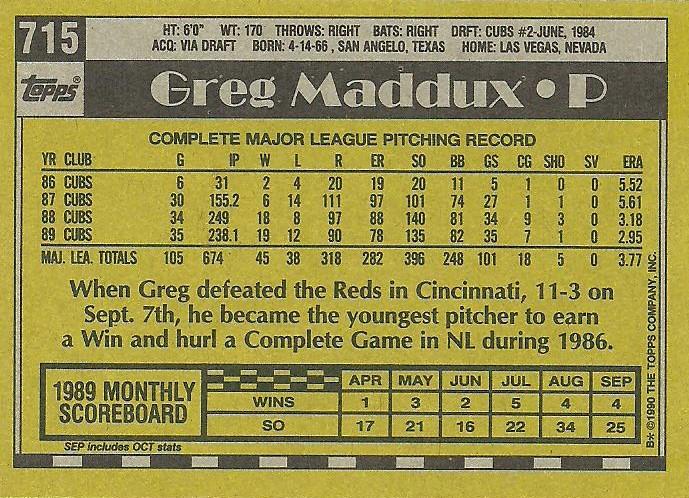 715
HT: 6'0" WT: 170 THROWS: RIGHT BATS: RIGHT DRFT: CUBS #2-JUNE, 1984
ACQ: VIA DRAFT BORN: 4-14-66 , SAN ANGELO, TEXAS HOME: LAS VEGAS, NEVADA
TOPPS®
Greg Maddux • P
COMPLETE MAJOR LEAGUE PITCHING RECORD
YR CLUB G IP W L R ER SO BB GS CG SHO SV ERA
86 CUBS 6 31 2 4 20 19 20 11 5 1 0 0 5.52
87 CUBS 30 155.2 6 14 111 97 101 74 27 1 1 0 5.61
88 CUBS 34 249 18 8 97 88 140 81 34 9 3 0 3.18
89 CUBS 35 238.1 19 12 90 78 135 82 35 7 1 0 2.95
MAJ. LEA. TOTALS 105 674 45 38 318 282 396 248 101 18 5 0 3.77
When Greg defeated the Reds in Cincinnati, 11-3 on
Sept. 7th, he became the youngest pitcher to earn
a Win and hurl a Complete Game in NL during 1986.
1989 MONTHLY
SCOREBOARD
APR MAY JUN JUL AUG SEP
WINS 1 3 2 5 4 4
SO 17 21 16 22 34 25
SEP includes OCT stats
B* ©1990 THE TOPPS COMPANY, INC.